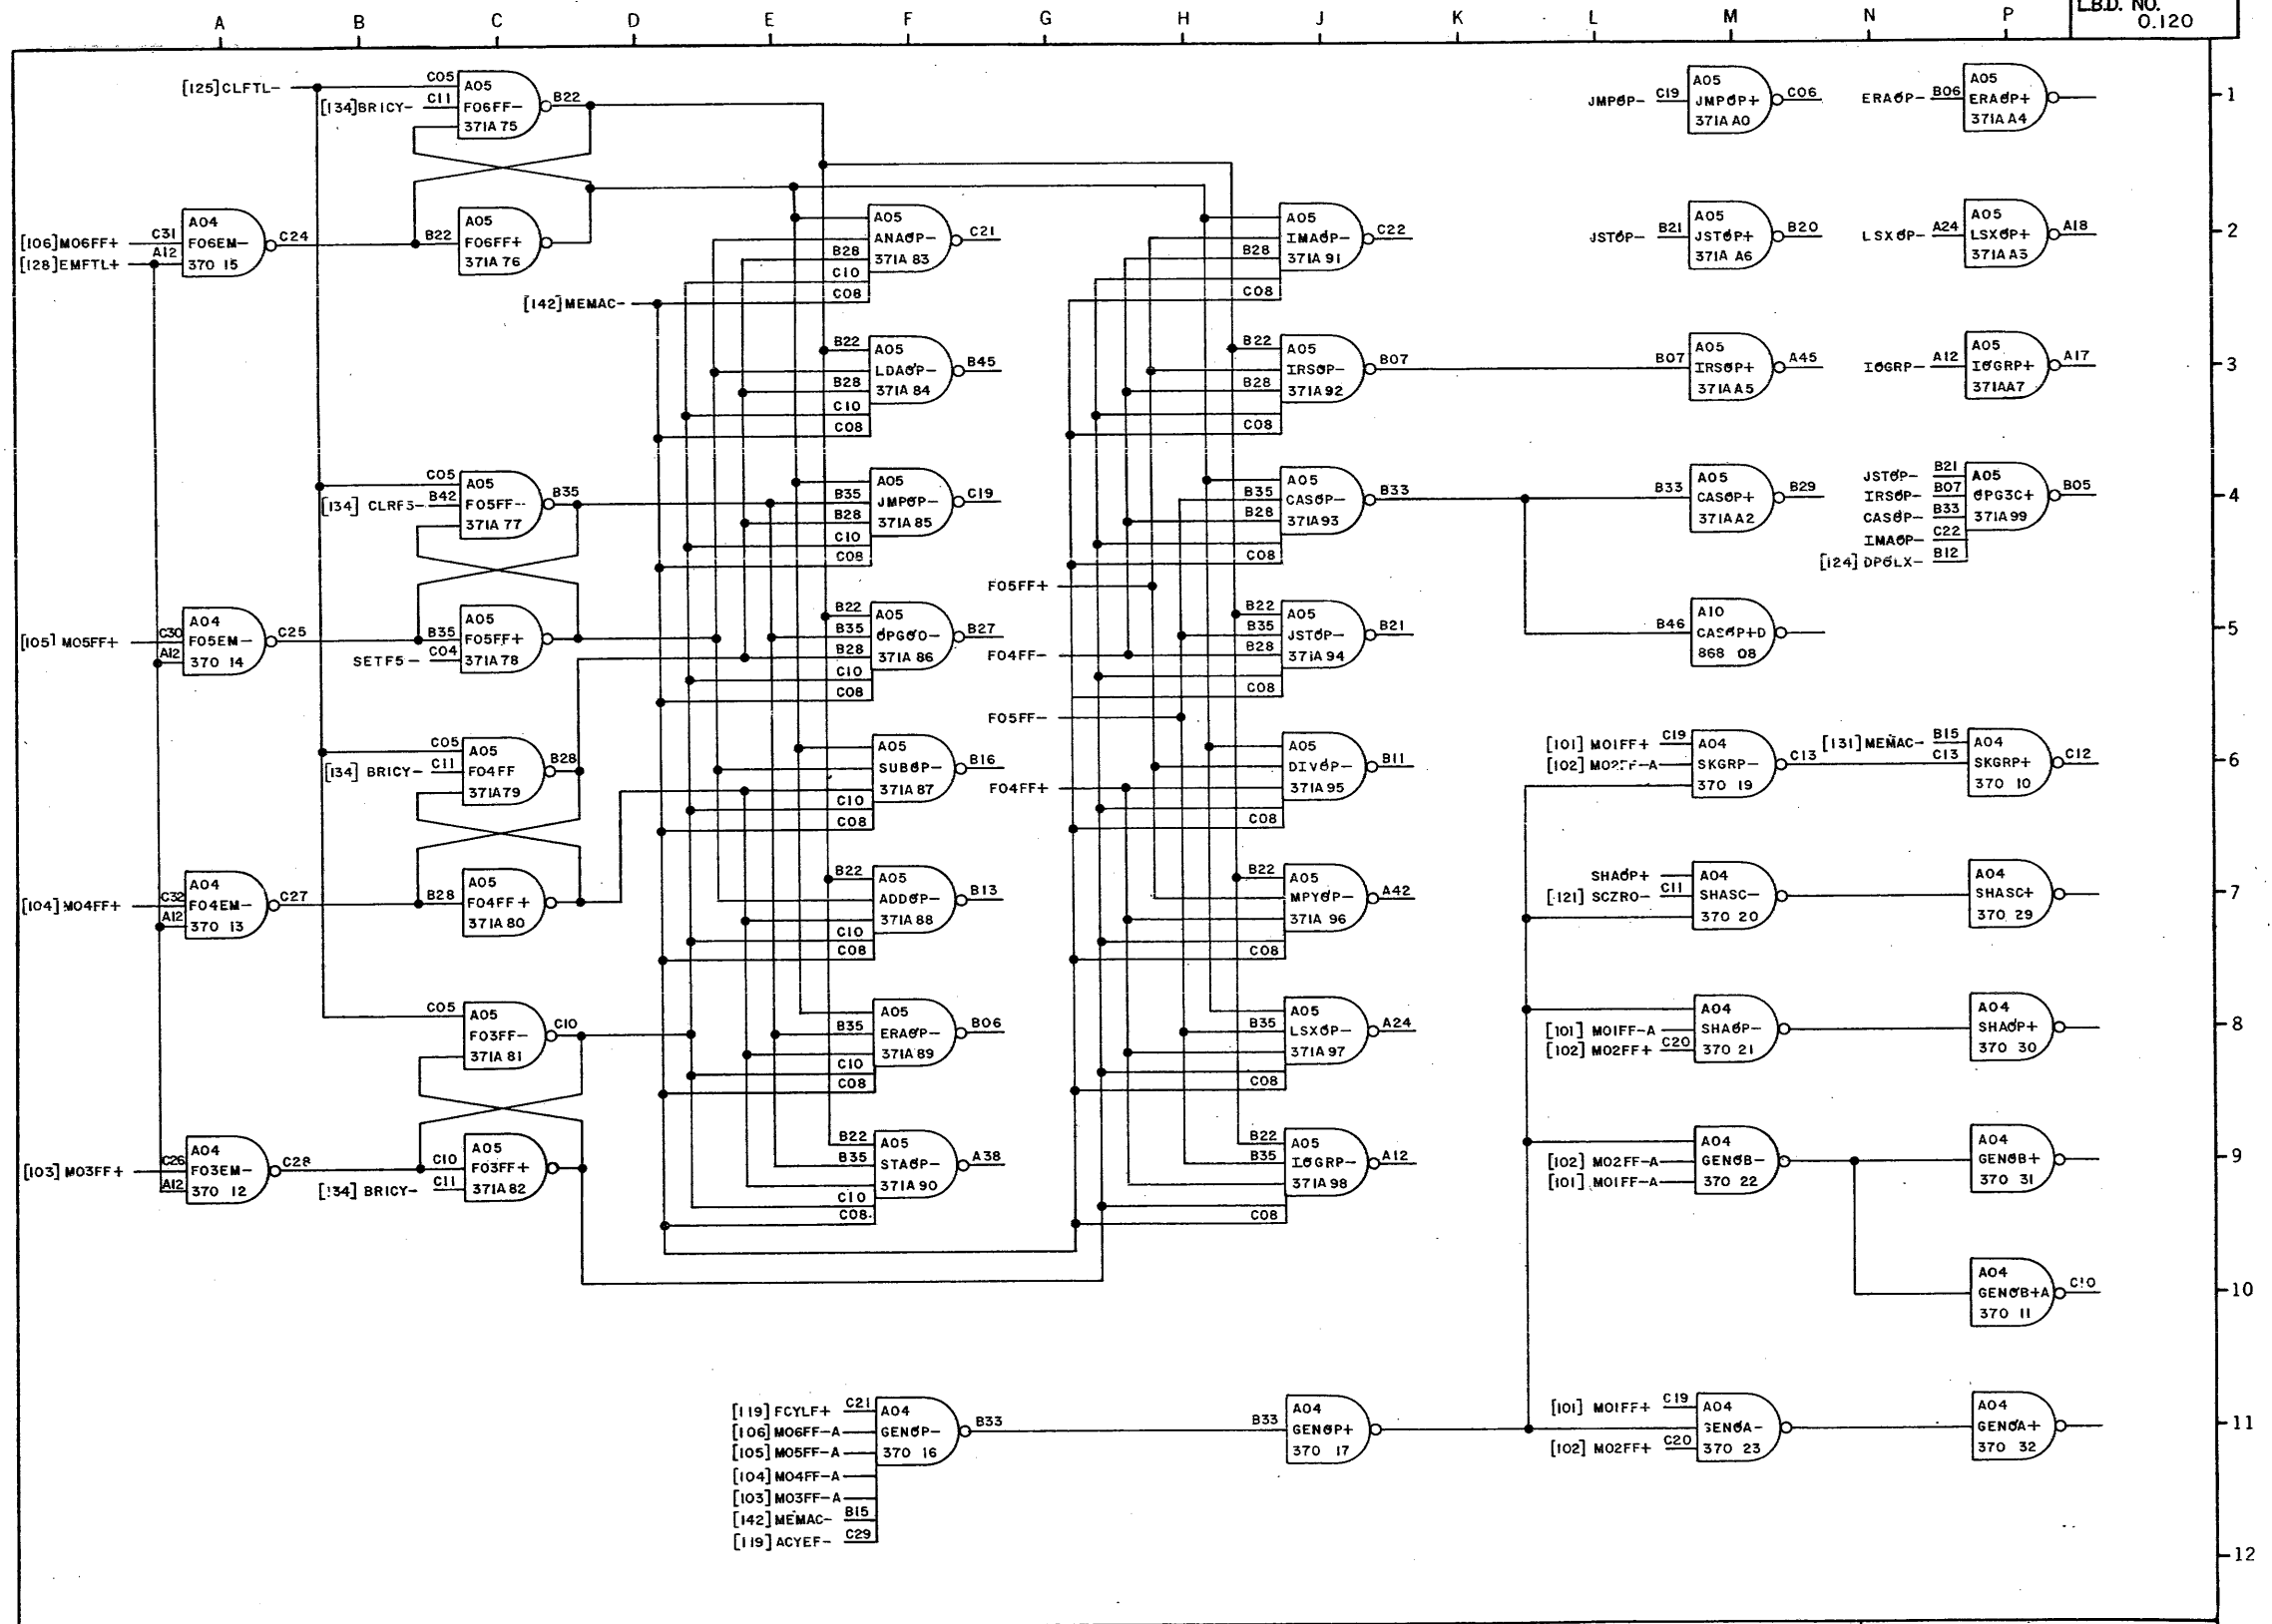 L.B.D. NO.
0.120
A B C D E F G H J K L M N P
1
2
3
4
5
6
7
8
9
10
11
12
[125]CLFTL-
[134]BRICY-
C05
C11
A05
F06FF-
371A 75
B22
[106]M06FF+
[128]EMFTL+
C31
A12
A04
F06EM-
370 15
C24
B22
A05
F06FF+
371A 76
[142]MEMAC-
[134] CLRF5-
C05
B42
A05
F05FF-
371A 77
B35
[105] M05FF+
C30
A12
A04
F05EM-
370 14
C25
SETF5-
B35
C04
A05
F05FF+
371A 78
[134] BRICY-
C05
C11
A05
F04FF
371A79
B28
[104]M04FF+
C32
A12
A04
F04EM-
370 13
C27
B28
A05
F04FF+
371A 80
C05
A05
F03FF-
371A 81
C10
[103] M03FF+
C26
A12
A04
F03EM-
370 12
C28
[134] BRICY-
C10
C11
A05
F03FF+
371A 82
B28
C10
C08
A05
ANAØP-
371A 83
C21
B22
B28
C10
C08
A05
LDAØP-
371A 84
B45
B35
B28
C10
C08
A05
JMPØP-
371A 85
C19
B22
B35
B28
C10
C08
A05
ØPGØO-
371A 86
B27
C10
C08
A05
SUBØP-
371A 87
B16
B22
C10
C08
A05
ADDØP-
371A 88
B13
B35
C10
C08
A05
ERAØP-
371A 89
B06
B22
B35
C10
C08.
A05
STAØP-
371A 90
A38
F05FF+
F04FF-
F05FF-
F04FF+
B28
C08
A05
IMAØP-
371A 91
C22
B22
B28
C08
A05
IRSØP-
371A 92
B07
B35
B28
C08
A05
CASØP-
371A 93
B33
B22
B35
B28
C08
A05
JSTØP-
371A 94
B21
C08
A05
DIVØP-
371A 95
B11
B22
C08
A05
MPYØP-
371A 96
A42
B35
C08
A05
LSXØP-
371A 97
A24
B22
B35
C08
A05
IØGRP-
371A 98
A12
JMPØP-
C19
A05
JMPØP+
371A A0
C06
ERAØP-
B06
A05
ERAØP+
371A A4
JSTØP-
B21
A05
JSTØP+
371A A6
B20
LSXØP-
A24
A05
LSXØP+
371A A3
A18
B07
A05
IRSØP+
371A A5
A45
IØGRP-
A12
A05
IØGRP+
371AA7
A17
B33
A05
CASØP+
371A A2
B29
JSTØP- B21
IRSØP- B07
CASØP- B33
IMAØP- C22
[124] DPØLX- B12
A05
ØPG3C+
371A 99
B05
B46
A10
CASØP+D
868 08
[101] M01FF+ C19
[102] M02FF-A
A04
SKGRP-
370 19
C13
[131] MEMAC- B15
C13
A04
SKGRP+
370 10
C12
SHAØP+
[121] SCZRO- C11
A04
SHASC-
370 20
A04
SHASC+
370 29
[101] M01FF-A
[102] M02FF+ C20
A04
SHAØP-
370 21
A04
SHAØP+
370 30
[102] M02FF-A
[101] M01FF-A
A04
GENØB-
370 22
A04
GENØB+
370 31
A04
GENØB+A
370 11
C10
[119] FCYLF+ C21
[106] M06FF-A
[105] M05FF-A
[104] M04FF-A
[103] M03FF-A
[142] MEMAC- B15
[119] ACYEF- C29
A04
GENØP-
370 16
B33
B33
A04
GENØP+
370 17
[101] M01FF+ C19
[102] M02FF+ C20
A04
GENØA-
370 23
A04
GENØA+
370 32